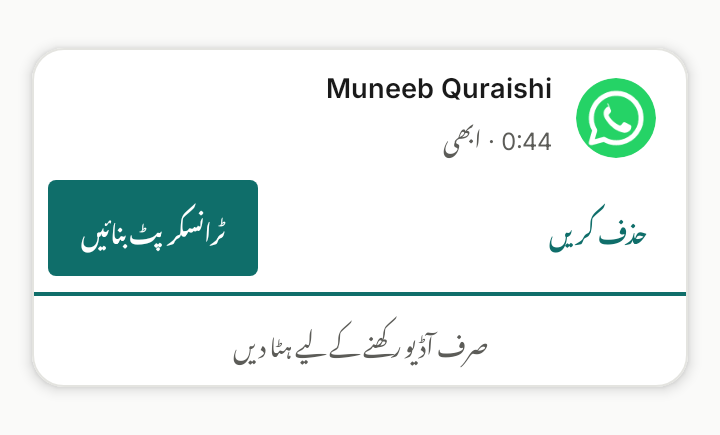 Muneeb Quraishi
0:44 · ابھی
حذف کریں
ٹرانسکرپٹ بنائیں
صرف آڈیو رکھنے کے لیے ہٹا دیں